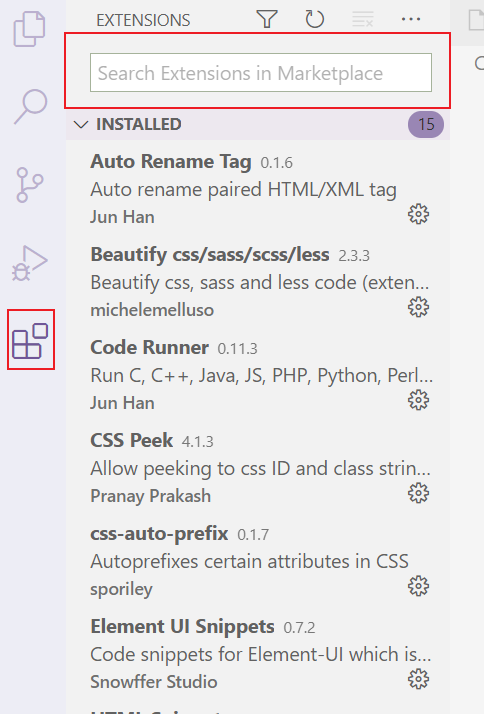 EXTENSIONS
Search Extensions in Marketplace
INSTALLED 15
Auto Rename Tag 0.1.6
Auto rename paired HTML/XML tag
Jun Han
Beautify css/sass/scss/less 2.3.3
Beautify css, sass and less code (exten...
michelemelluso
Code Runner 0.11.3
Run C, C++, Java, JS, PHP, Python, Perl...
Jun Han
CSS Peek 4.1.3
Allow peeking to css ID and class strin...
Pranay Prakash
css-auto-prefix 0.1.7
Autoprefixes certain attributes in CSS
sporiley
Element UI Snippets 0.7.2
Code snippets for Element-UI which is...
Snowffer Studio